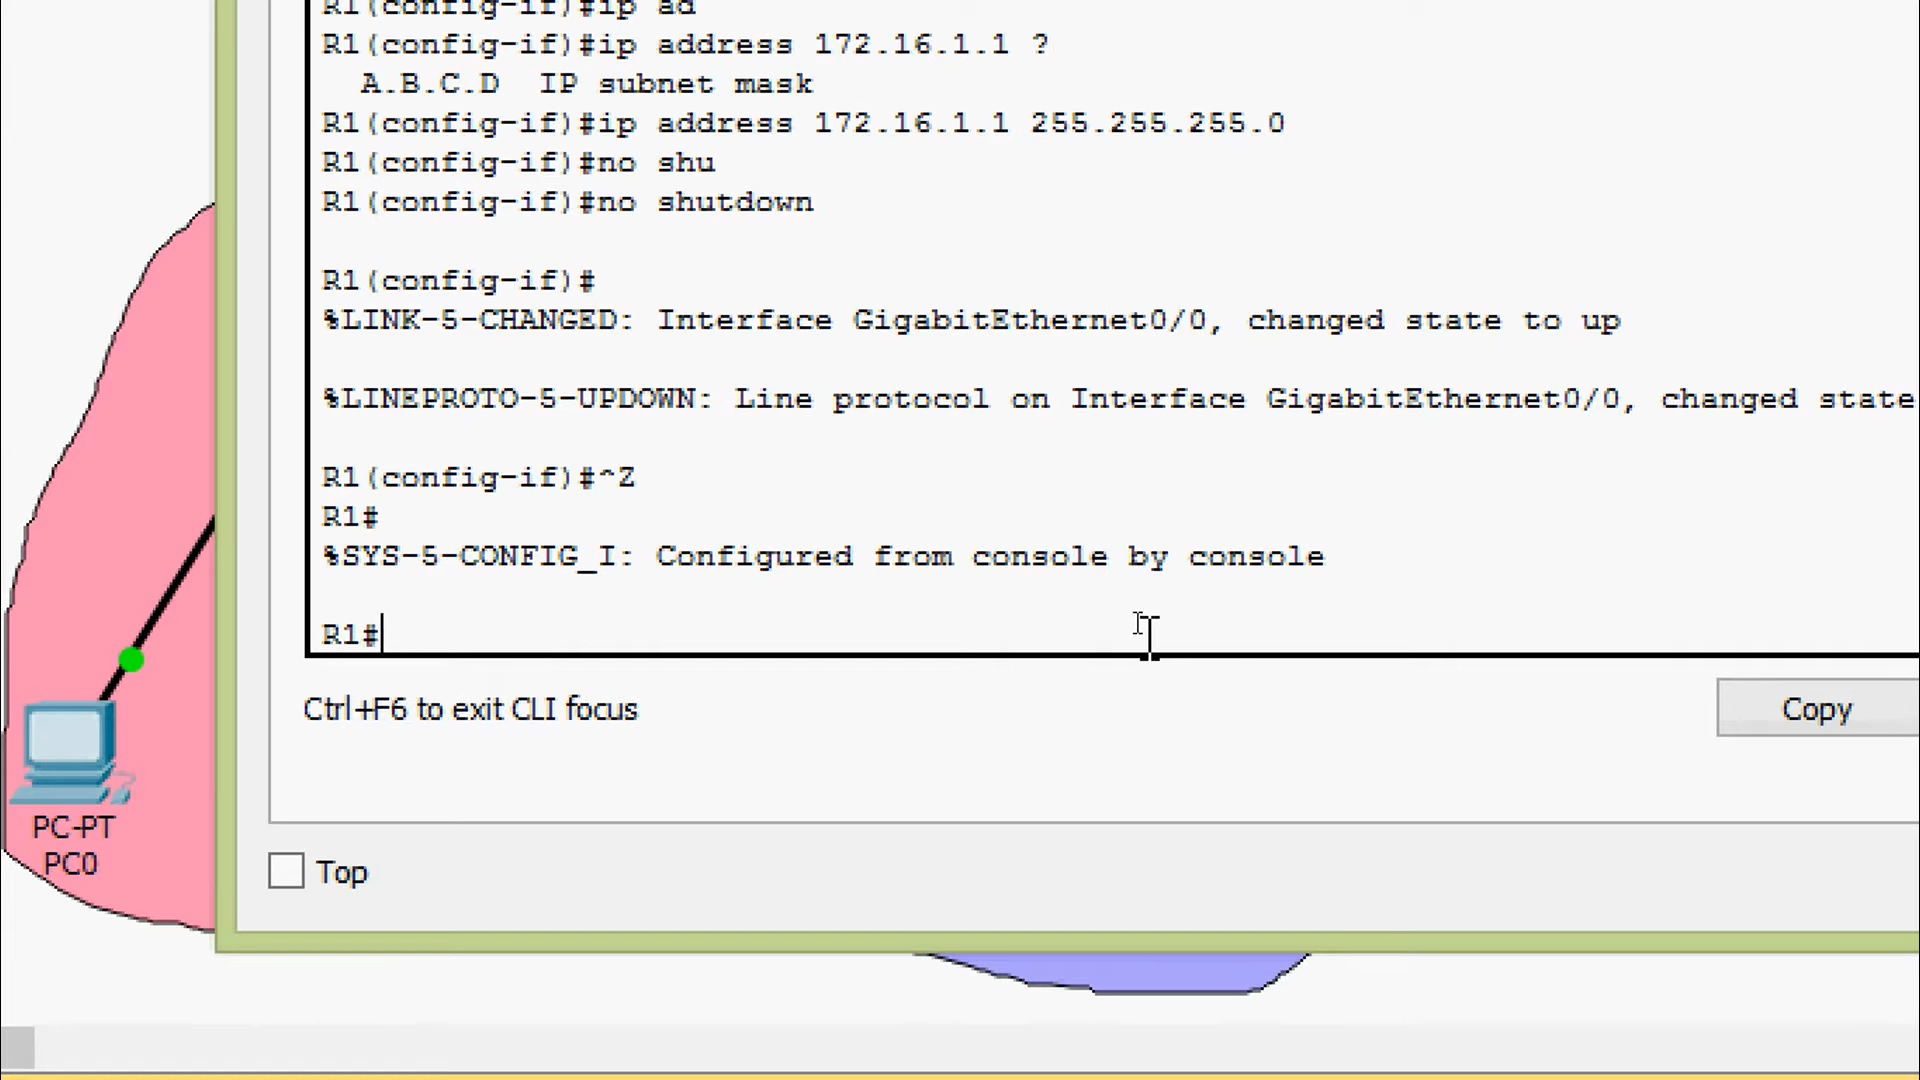 R1(config-if)#ip ad
R1(config-if)#ip address 172.16.1.1 ?
A.B.C.D  IP subnet mask
R1(config-if)#ip address 172.16.1.1 255.255.255.0
R1(config-if)#no shu
R1(config-if)#no shutdown
R1(config-if)#
%LINK-5-CHANGED: Interface GigabitEthernet0/0, changed state to up
%LINEPROTO-5-UPDOWN: Line protocol on Interface GigabitEthernet0/0, changed state
R1(config-if)#^Z
R1#
%SYS-5-CONFIG_I: Configured from console by console
R1#
Ctrl+F6 to exit CLI focus
Copy
PC-PT
PC0
Top